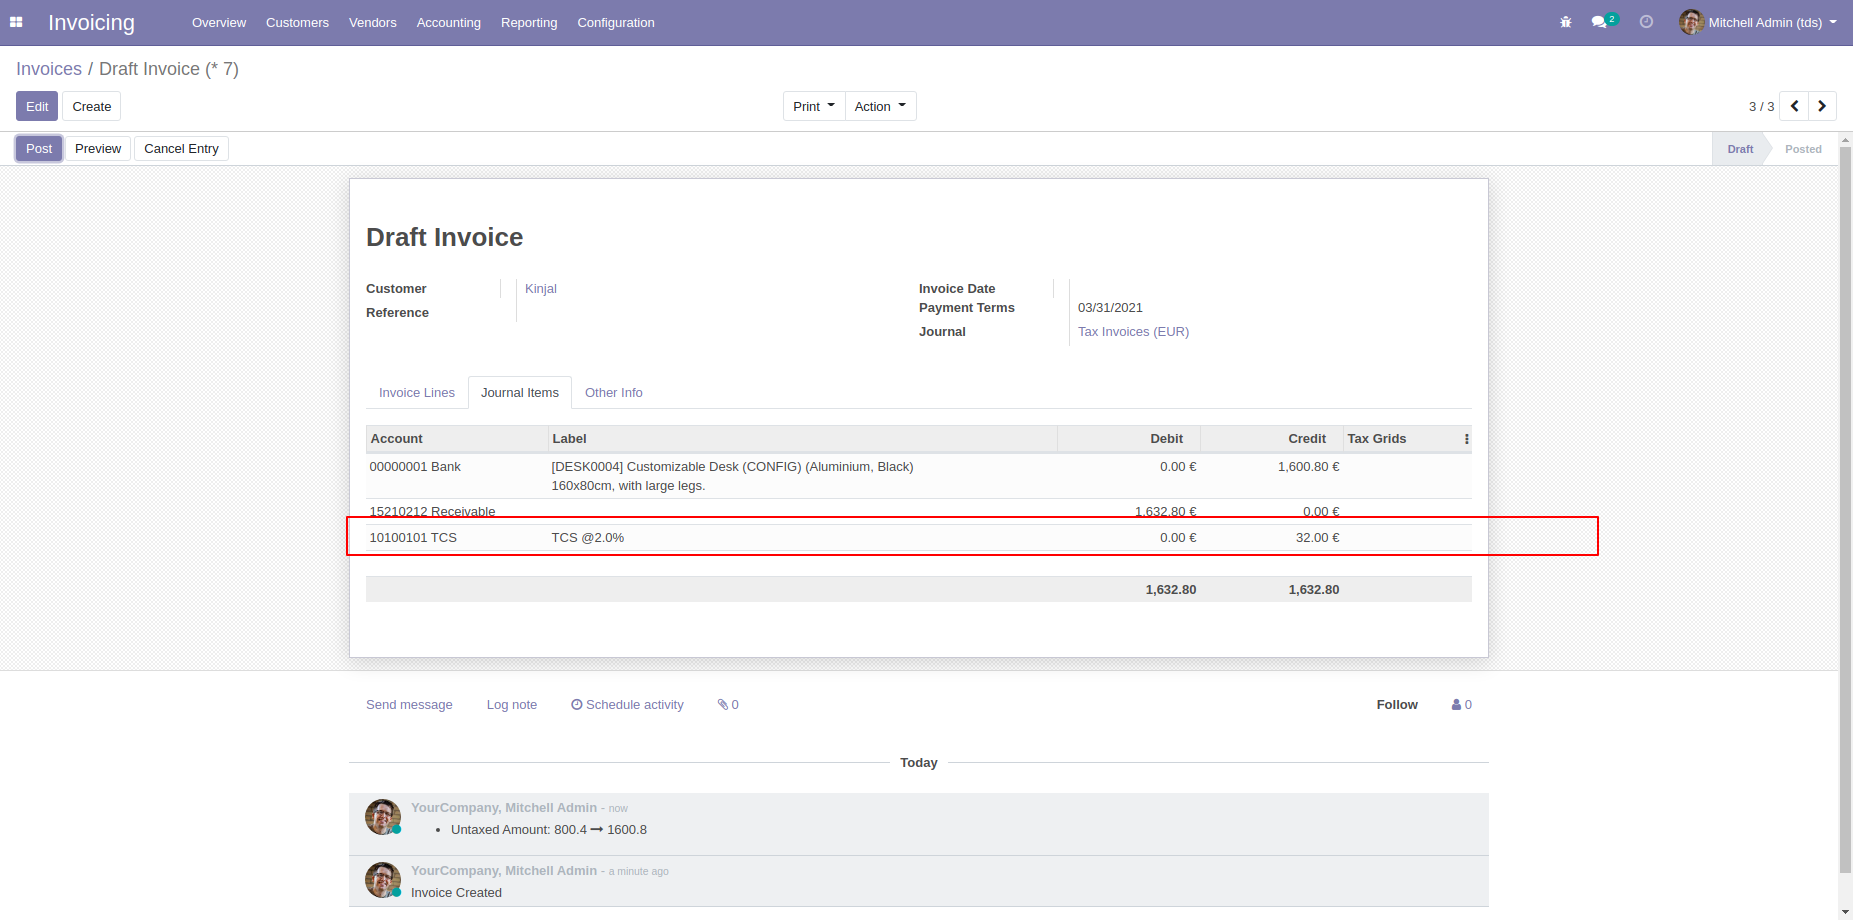 Invoicing Overview Customers Vendors Accounting Reporting Configuration 2 Mitchell Admin (tds)
Invoices / Draft Invoice (* 7)
Edit Create Print Action 3 / 3
Post Preview Cancel Entry Draft Posted
Draft Invoice
Customer Kinjal Invoice Date
Reference Payment Terms 03/31/2021
Journal Tax Invoices (EUR)
Invoice Lines Journal Items Other Info
Account Label Debit Credit Tax Grids
00000001 Bank [DESK0004] Customizable Desk (CONFIG) (Aluminium, Black) 0.00 € 1,600.80 €
160x80cm, with large legs.
15210212 Receivable 1,632.80 € 0.00 €
10100101 TCS TCS @2.0% 0.00 € 32.00 €
1,632.80 1,632.80
Send message Log note Schedule activity 0 Follow 0
Today
YourCompany, Mitchell Admin - now
• Untaxed Amount: 800.4 → 1600.8
YourCompany, Mitchell Admin - a minute ago
Invoice Created